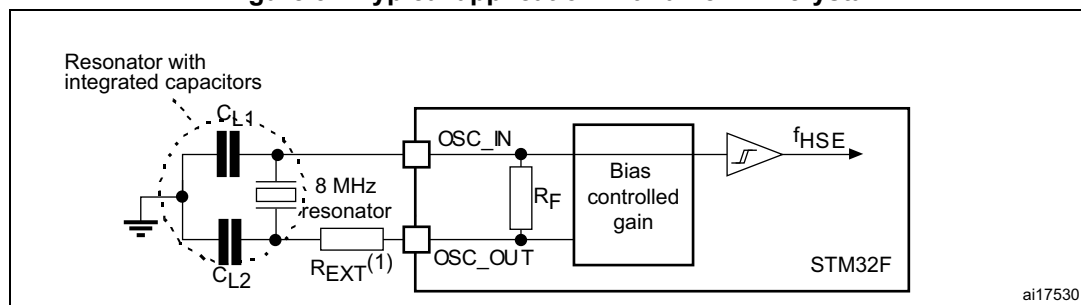 Resonator with
integrated capacitors
CL1
OSC_IN
fHSE
8 MHz
resonator
RF
Bias
controlled
gain
REXT(1)
OSC_OUT
CL2
STM32F
ai17530